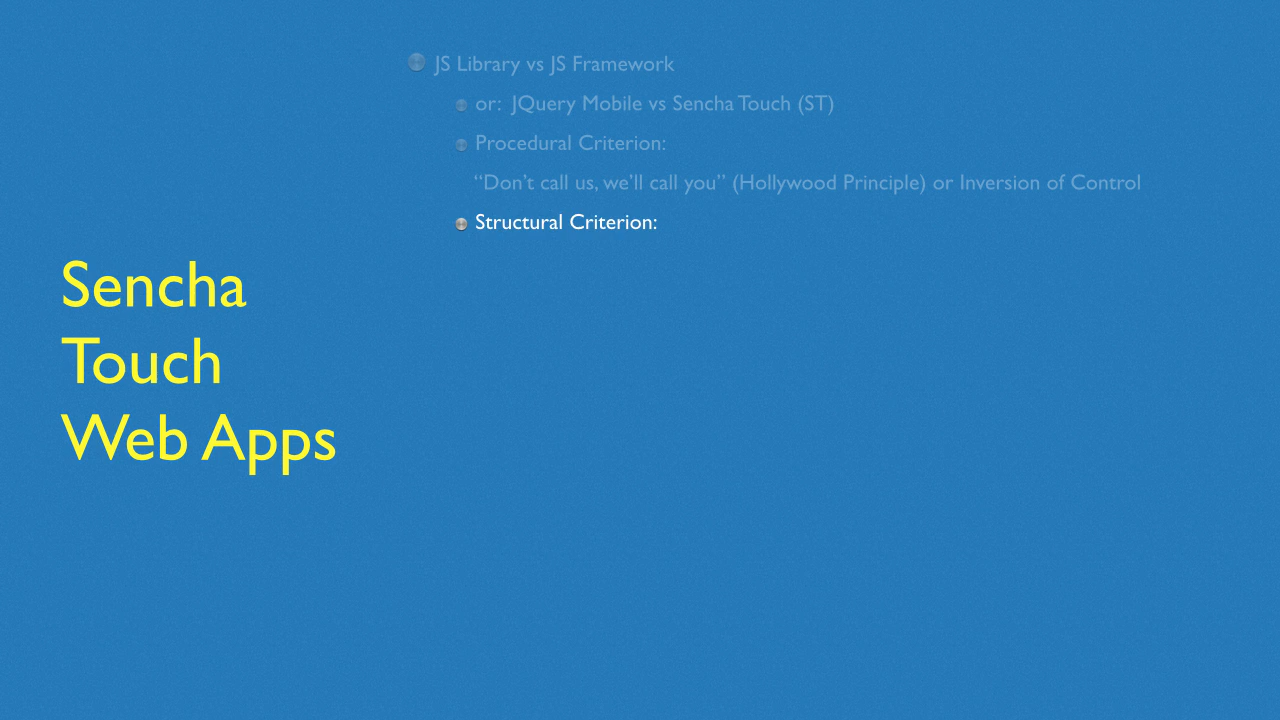 Sencha
Touch
Web Apps
JS Library vs JS Framework
or: JQuery Mobile vs Sencha Touch (ST)
Procedural Criterion:
“Don’t call us, we’ll call you” (Hollywood Principle) or Inversion of Control
Structural Criterion: